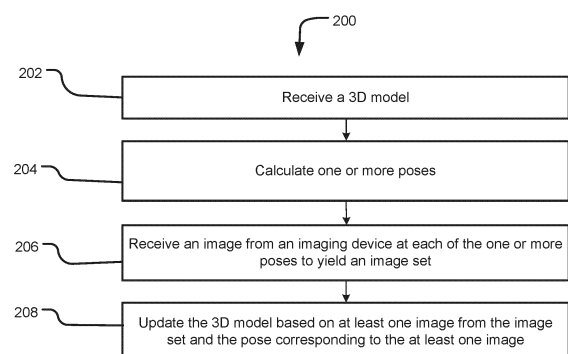 200
202
Receive a 3D model
204
Calculate one or more poses
206
Receive an image from an imaging device at each of the one or more
poses to yield an image set
208
Update the 3D model based on at least one image from the image
set and the pose corresponding to the at least one image